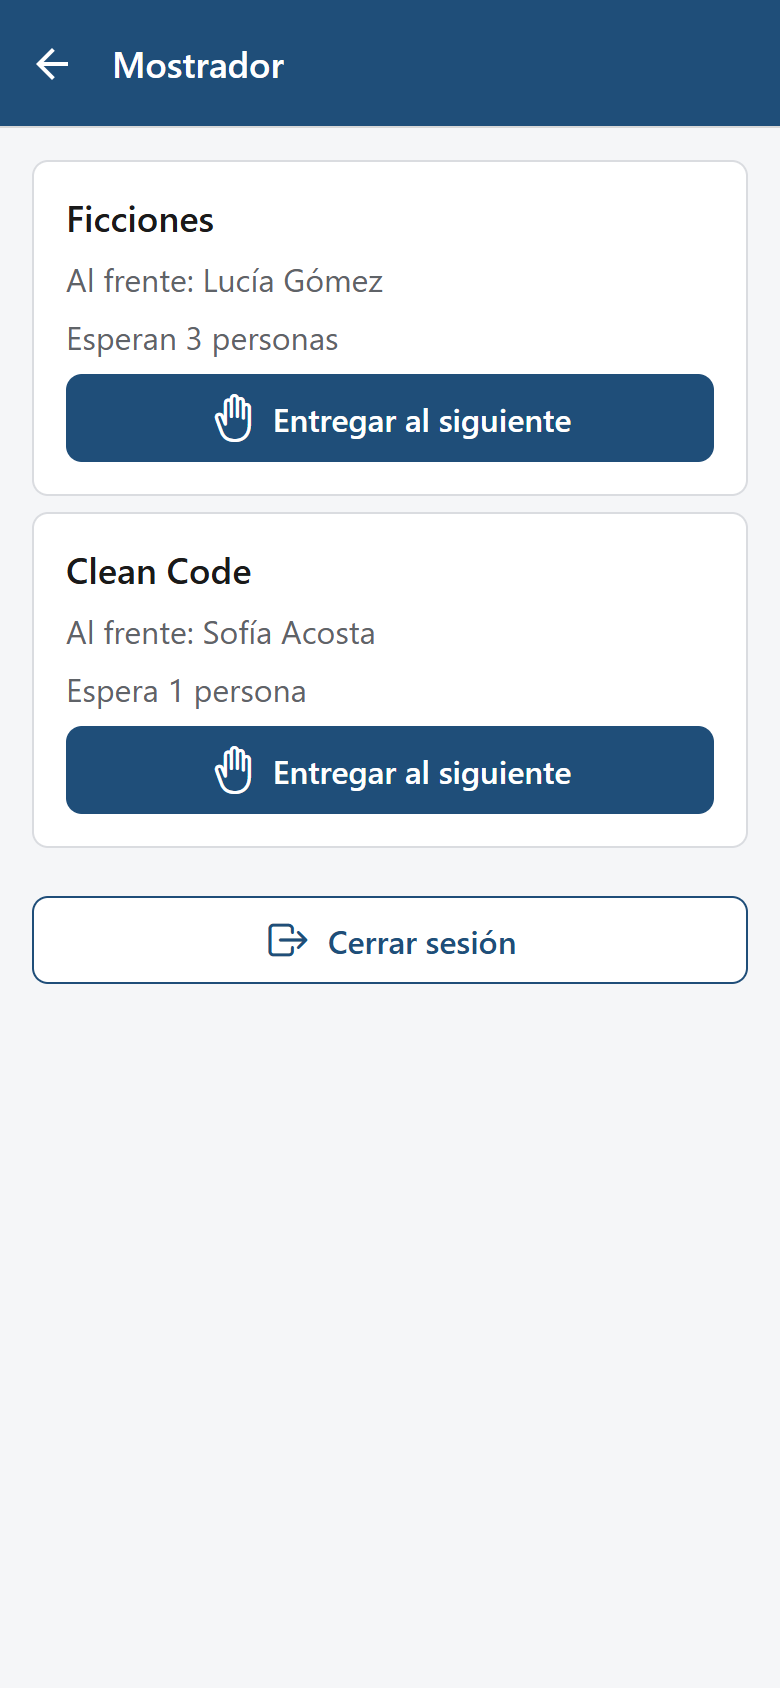 Mostrador
Ficciones
Al frente: Lucía Gómez
Esperan 3 personas
Entregar al siguiente
Clean Code
Al frente: Sofía Acosta
Espera 1 persona
Entregar al siguiente
Cerrar sesión